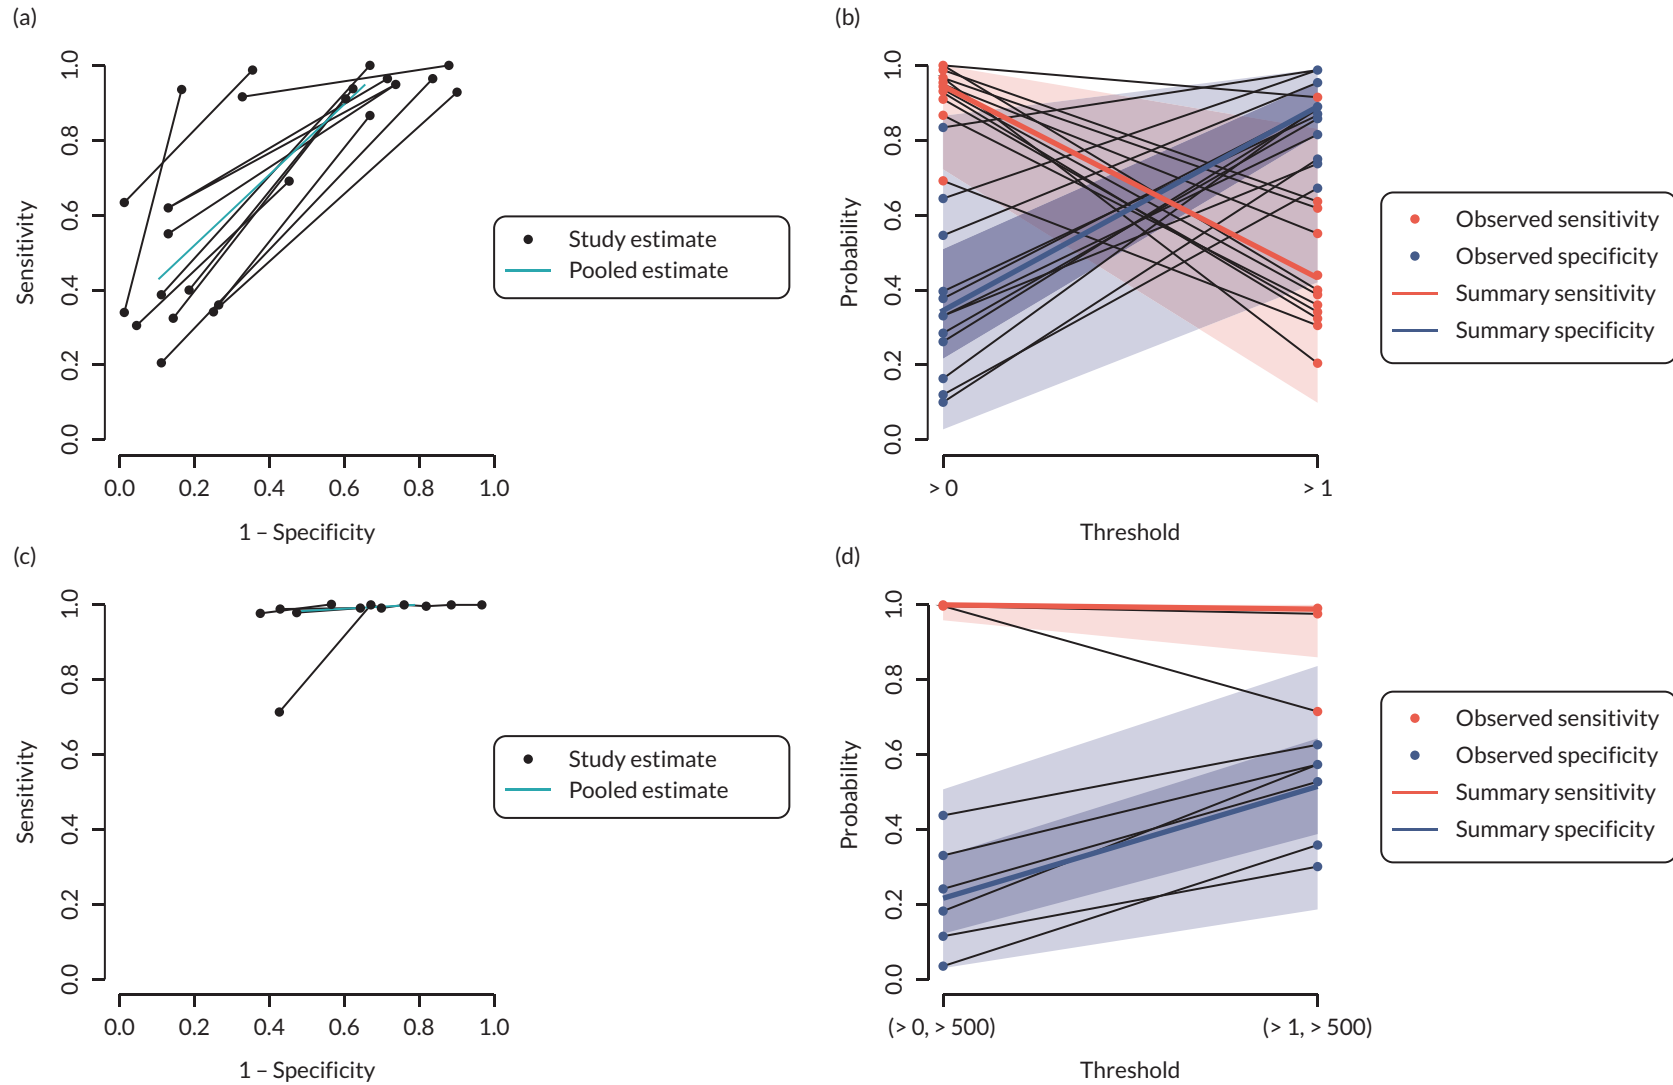 (a)
1.0
0.8
0.6
0.4
0.2
0.0
Sensitivity
0.0 0.2 0.4 0.6 0.8 1.0
1 – Specificity
Study estimate
Pooled estimate
(b)
1.0
0.8
0.6
0.4
0.2
0.0
Probability
> 0 > 1
Threshold
Observed sensitivity
Observed specificity
Summary sensitivity
Summary specificity
(c)
1.0
0.8
0.6
0.4
0.2
0.0
Sensitivity
0.0 0.2 0.4 0.6 0.8 1.0
1 – Specificity
Study estimate
Pooled estimate
(d)
1.0
0.8
0.6
0.4
0.2
0.0
Probability
(> 0, > 500) (> 1, > 500)
Threshold
Observed sensitivity
Observed specificity
Summary sensitivity
Summary specificity